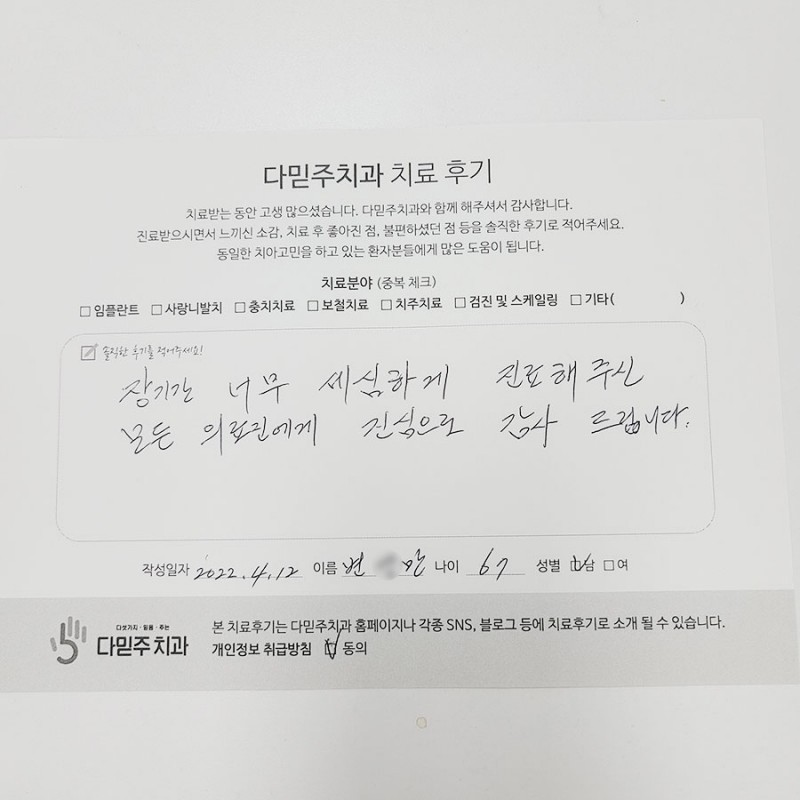 다믿주치과 치료 후기
치료받는 동안 고생 많으셨습니다. 다믿주치과와 함께 해주셔서 감사합니다.
진료받으시면서 느끼신 소감, 치료 후 좋아진 점, 불편하셨던 점 등을 솔직한 후기로 적어주세요.
동일한 치아고민을 하고 있는 환자분들에게 많은 도움이 됩니다.
치료분야 (중복 체크)
□ 임플란트 □ 사랑니발치 □ 충치치료 □ 보철치료 □ 치주치료 □ 검진 및 스케일링 □ 기타( )
솔직한 후기를 적어주세요!
장기간 너무 세심하게 진료해 주신
모든 의료진에게 진심으로 감사 드립니다.
작성일자 2022.4.12 이름 변 만 나이 67 성별 ☑남 □여
다섯가지·믿음·주는
다믿주치과
본 치료후기는 다믿주치과 홈페이지나 각종 SNS, 블로그 등에 치료후기로 소개 될 수 있습니다.
개인정보 취급방침 ☑ 동의